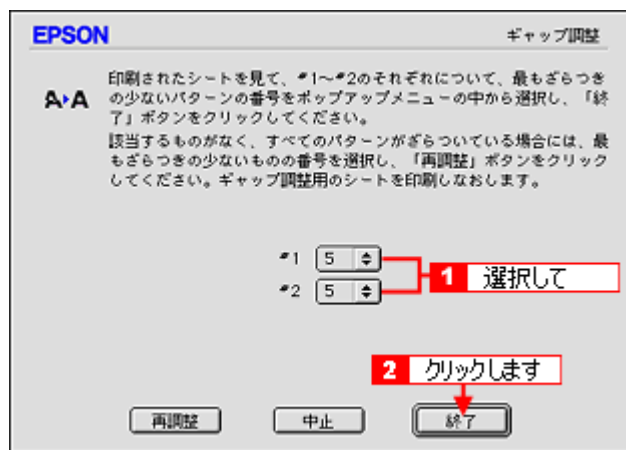 EPSON ギャップ調整
印刷されたシートを見て、#1～#2のそれぞれについて、最もざらつき
の少ないパターンの番号をポップアップメニューの中から選択し、「終
了」ボタンをクリックしてください。
該当するものがなく、すべてのパターンがざらついている場合には、最
もざらつきの少ないものの番号を選択し、「再調整」ボタンをクリック
してください。ギャップ調整用のシートを印刷しなおします。
A▸A
#1 5
1 選択して
#2 5
2 クリックします
再調整 中止 終了